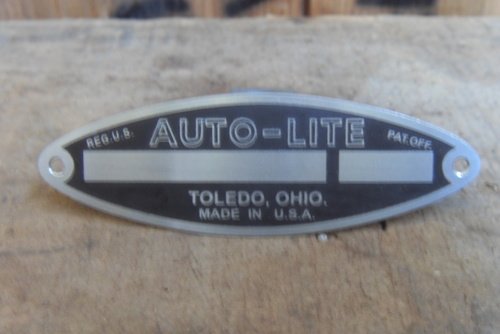 REG.U.S. AUTO-LITE PAT.OFF.
TOLEDO, OHIO.
MADE IN U.S.A.